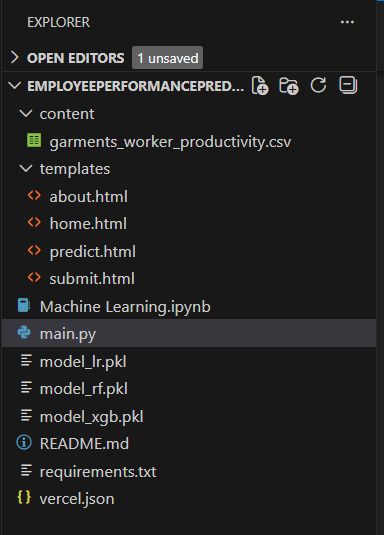 EXPLORER
OPEN EDITORS 1 unsaved
EMPLOYEEPERFORMANCEPRED...
content
garments_worker_productivity.csv
templates
about.html
home.html
predict.html
submit.html
Machine Learning.ipynb
main.py
model_lr.pkl
model_rf.pkl
model_xgb.pkl
README.md
requirements.txt
vercel.json